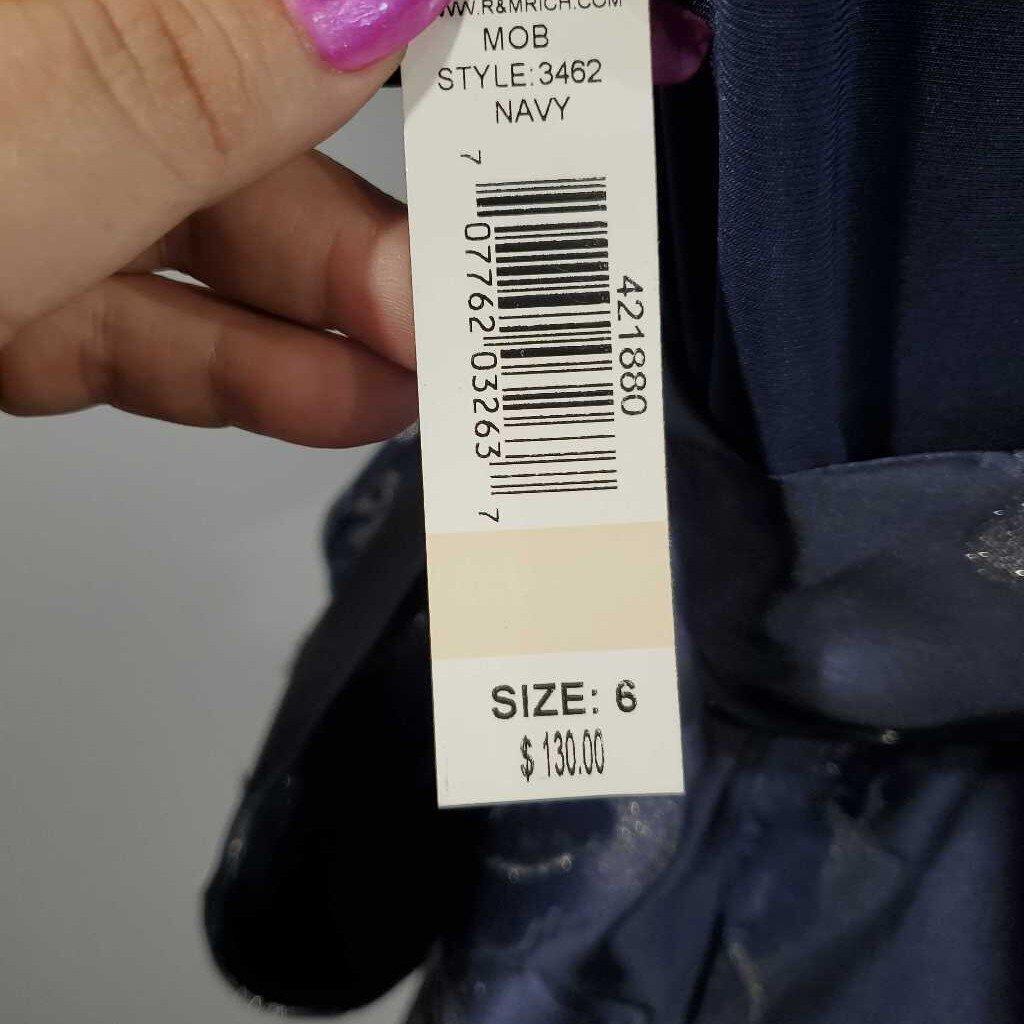 WWW.R&MRICH.COM
MOB
STYLE:3462
NAVY
7 07762 03263 7
421880
SIZE: 6
$ 130.00